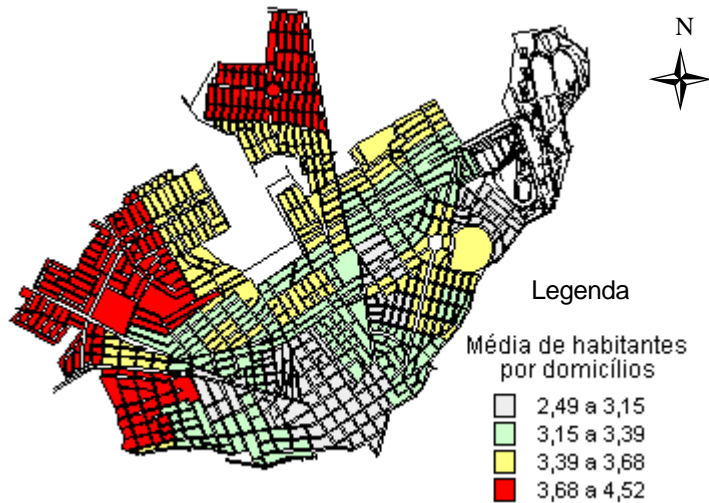 N
Legenda
Média de habitantes
por domicílios
2,49 a 3,15
3,15 a 3,39
3,39 a 3,68
3,68 a 4,52